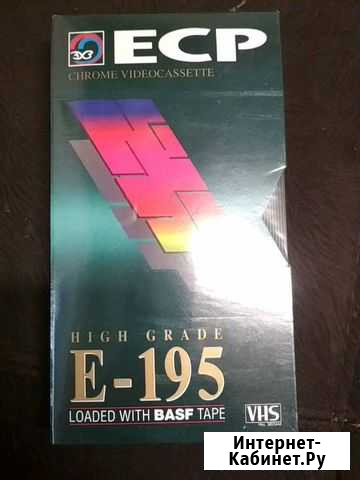 ECP
CHROME VIDEOCASSETTE
HIGH GRADE
E-195
LOADED WITH BASF TAPE
VHS
Интернет-
Кабинет.Ру